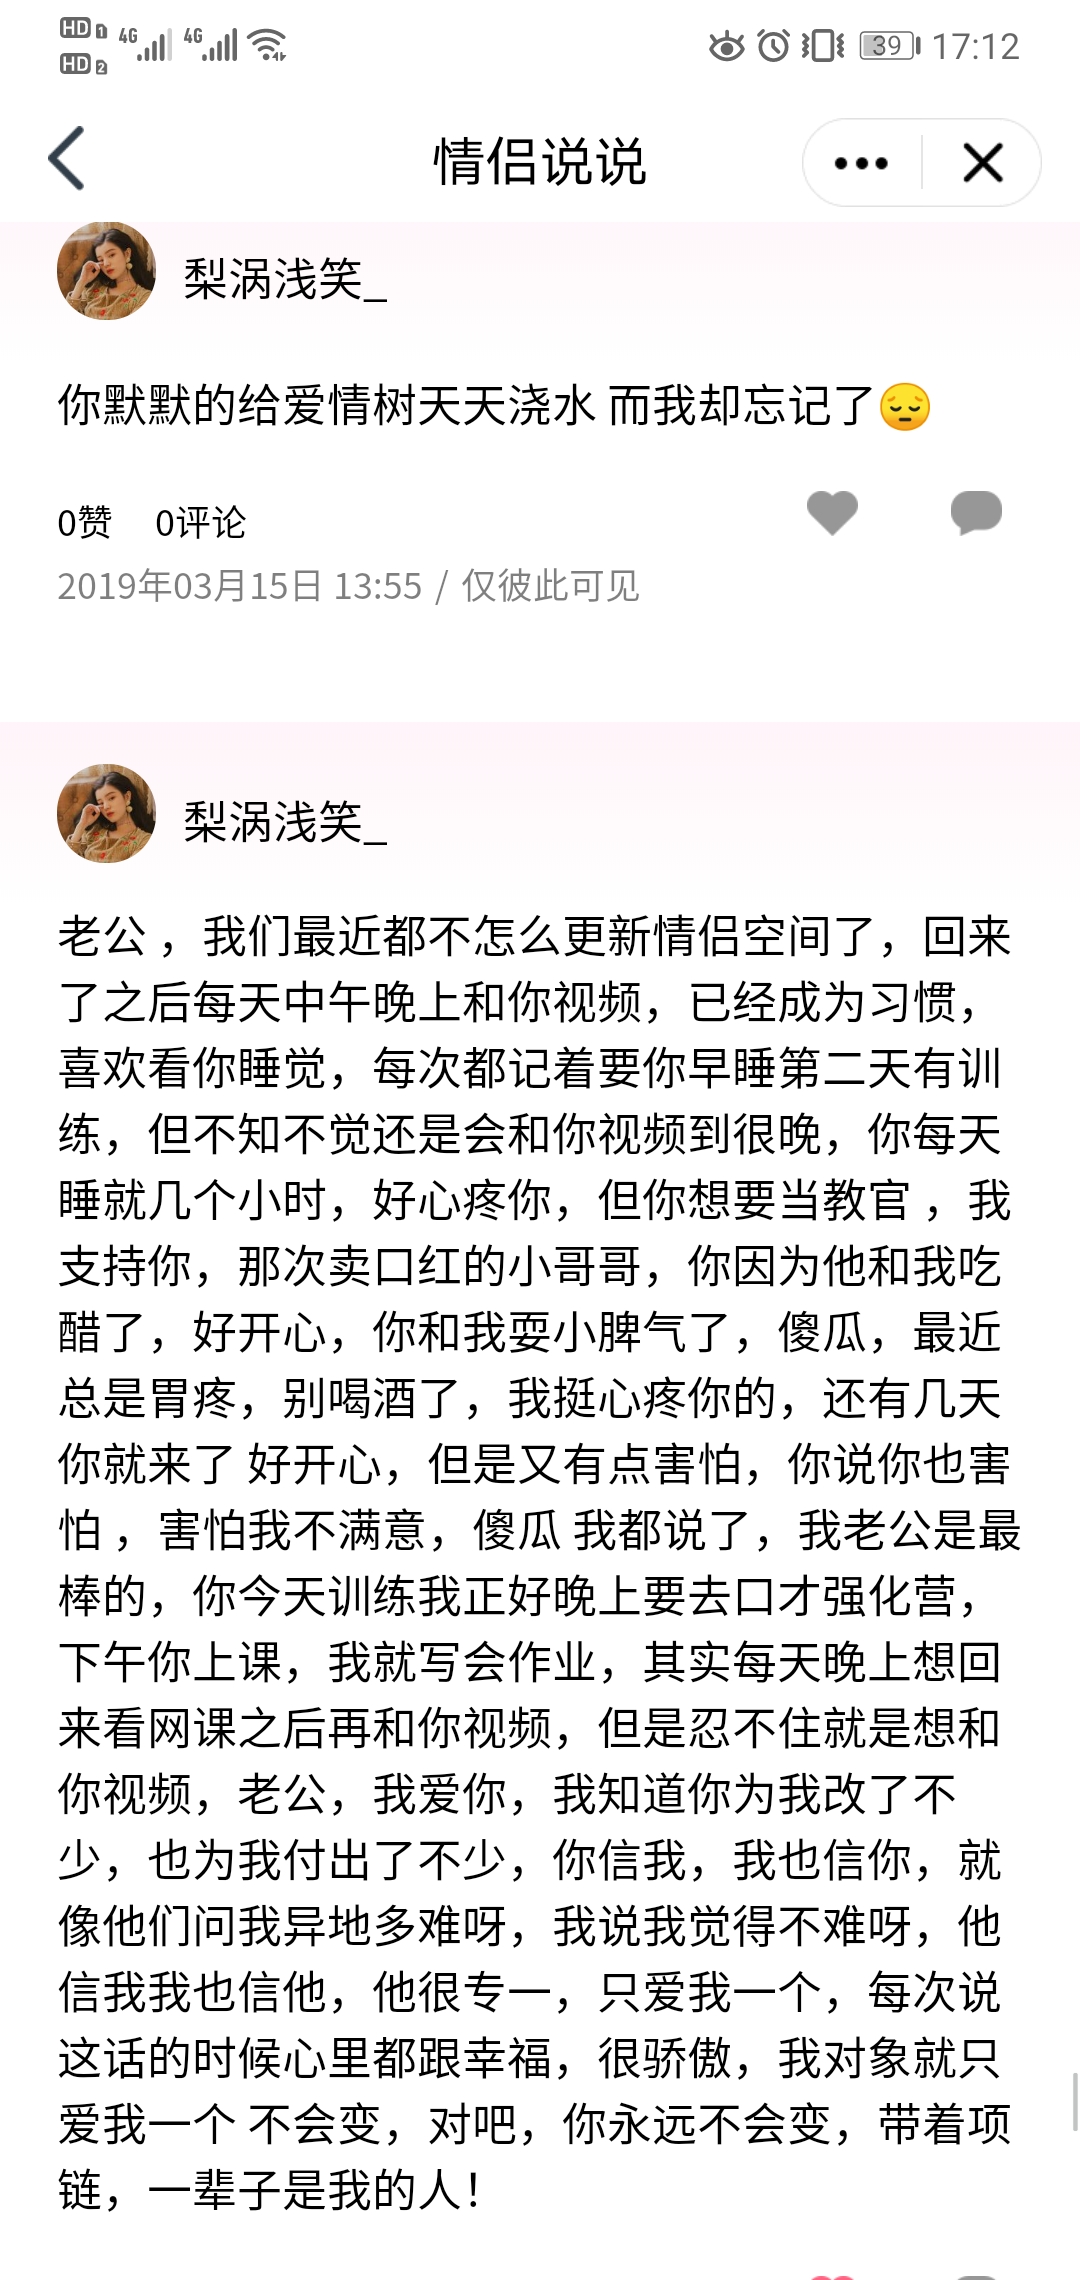 HD 1 4G 4G
HD 2
39 17:12
情侣说说
梨涡浅笑_
你默默的给爱情树天天浇水 而我却忘记了😔
0赞 0评论
2019年03月15日 13:55 / 仅彼此可见
梨涡浅笑_
老公 ，我们最近都不怎么更新情侣空间了，回来
了之后每天中午晚上和你视频，已经成为习惯，
喜欢看你睡觉，每次都记着要你早睡第二天有训
练，但不知不觉还是会和你视频到很晚，你每天
睡就几个小时，好心疼你，但你想要当教官 ，我
支持你，那次卖口红的小哥哥，你因为他和我吃
醋了，好开心，你和我耍小脾气了，傻瓜，最近
总是胃疼，别喝酒了，我挺心疼你的，还有几天
你就来了 好开心，但是又有点害怕，你说你也害
怕 ，害怕我不满意，傻瓜 我都说了，我老公是最
棒的，你今天训练我正好晚上要去口才强化营，
下午你上课，我就写会作业，其实每天晚上想回
来看网课之后再和你视频，但是忍不住就是想和
你视频，老公，我爱你，我知道你为我改了不
少，也为我付出了不少，你信我，我也信你，就
像他们问我异地多难呀，我说我觉得不难呀，他
信我我也信他，他很专一，只爱我一个，每次说
这话的时候心里都跟幸福，很骄傲，我对象就只
爱我一个 不会变，对吧，你永远不会变，带着项
链，一辈子是我的人！